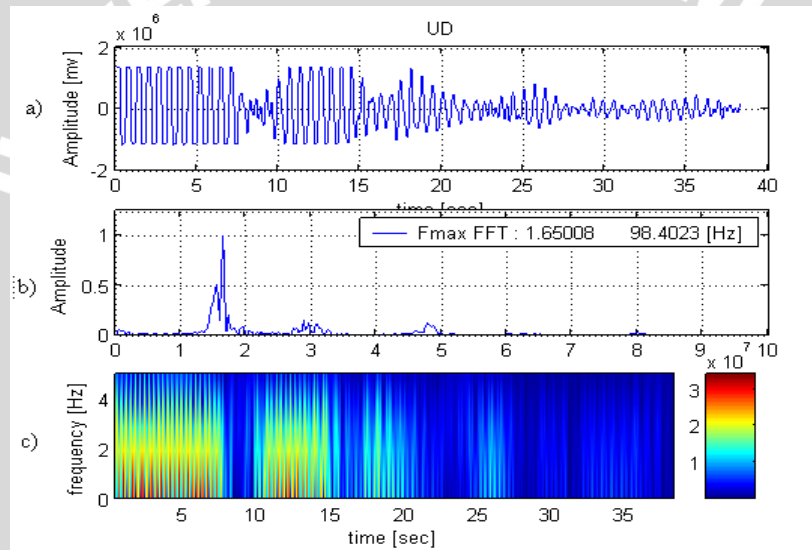 UD
x 10 6
a)
Amplitude [mv]
2
0
-2
0 5 10 15 20 25 30 35 40
time [sec]
b)
Amplitude
1
0.5
0
Fmax FFT : 1.65008 98.4023 [Hz]
0 1 2 3 4 5 6 7 8 9 10
x 10 7
c)
frequency [Hz]
4
2
0
5 10 15 20 25 30 35
time [sec]
3
2
1